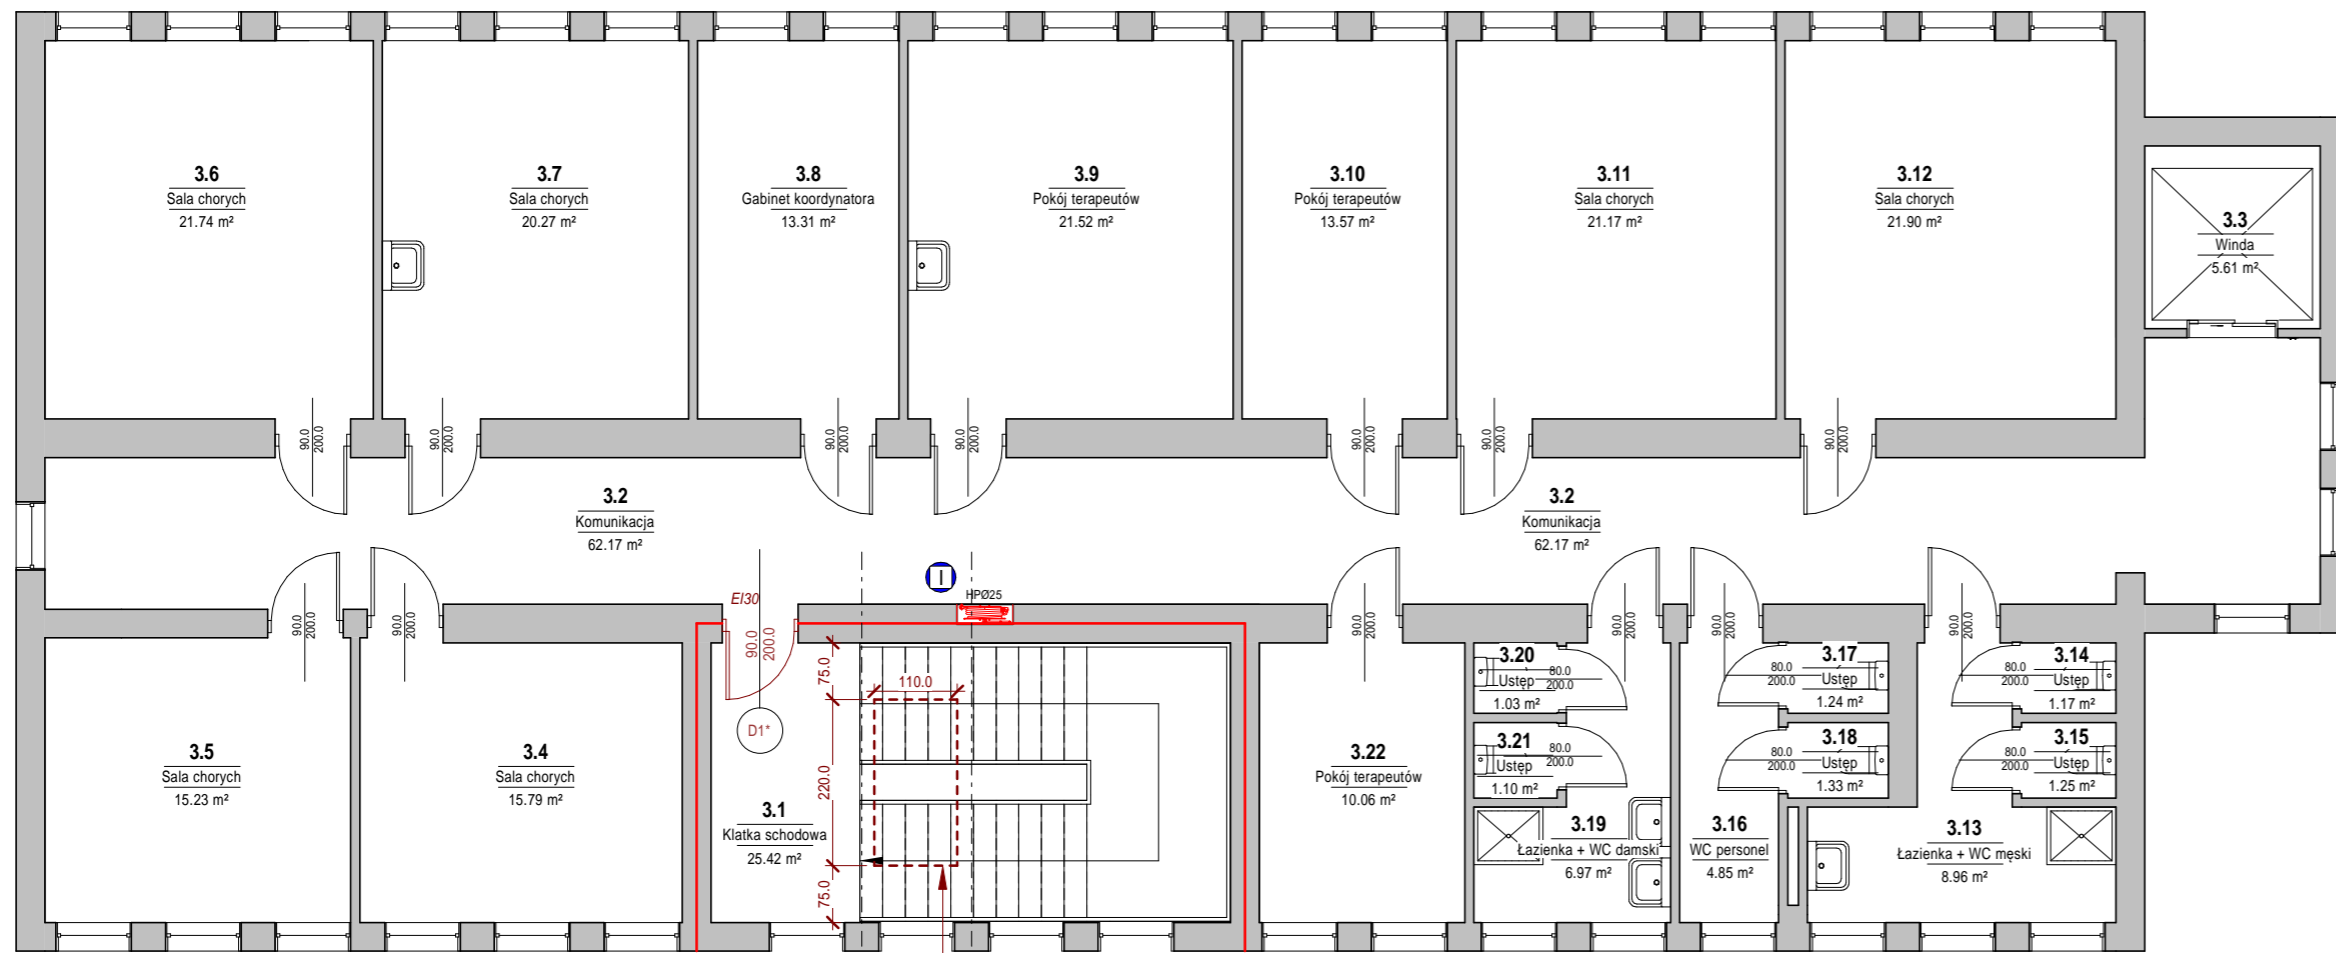 3.6
Sala chorych
21.74 m²
3.7
Sala chorych
20.27 m²
3.8
Gabinet koordynatora
13.31 m²
3.9
Pokój terapeutów
21.52 m²
3.10
Pokój terapeutów
13.57 m²
3.11
Sala chorych
21.17 m²
3.12
Sala chorych
21.90 m²
3.3
Winda
5.61 m²
90.0
200.0
90.0
200.0
90.0
200.0
90.0
200.0
90.0
200.0
90.0
200.0
90.0
200.0
3.2
Komunikacja
62.17 m²
3.2
Komunikacja
62.17 m²
I
HPØ25
EI30
90.0
200.0
90.0
200.0
90.0
200.0
90.0
200.0
90.0
200.0
90.0
200.0
90.0
200.0
D1*
75.0
110.0
220.0
75.0
3.5
Sala chorych
15.23 m²
3.4
Sala chorych
15.79 m²
3.1
Klatka schodowa
25.42 m²
3.22
Pokój terapeutów
10.06 m²
3.20
Ustęp
1.03 m²
80.0
200.0
3.21
Ustęp
1.10 m²
80.0
200.0
3.19
Łazienka + WC damski
6.97 m²
3.16
WC personel
4.85 m²
80.0
200.0
3.17
Ustęp
1.24 m²
80.0
200.0
3.18
Ustęp
1.33 m²
80.0
200.0
3.14
Ustęp
1.17 m²
80.0
200.0
3.15
Ustęp
1.25 m²
3.13
Łazienka + WC męski
8.96 m²